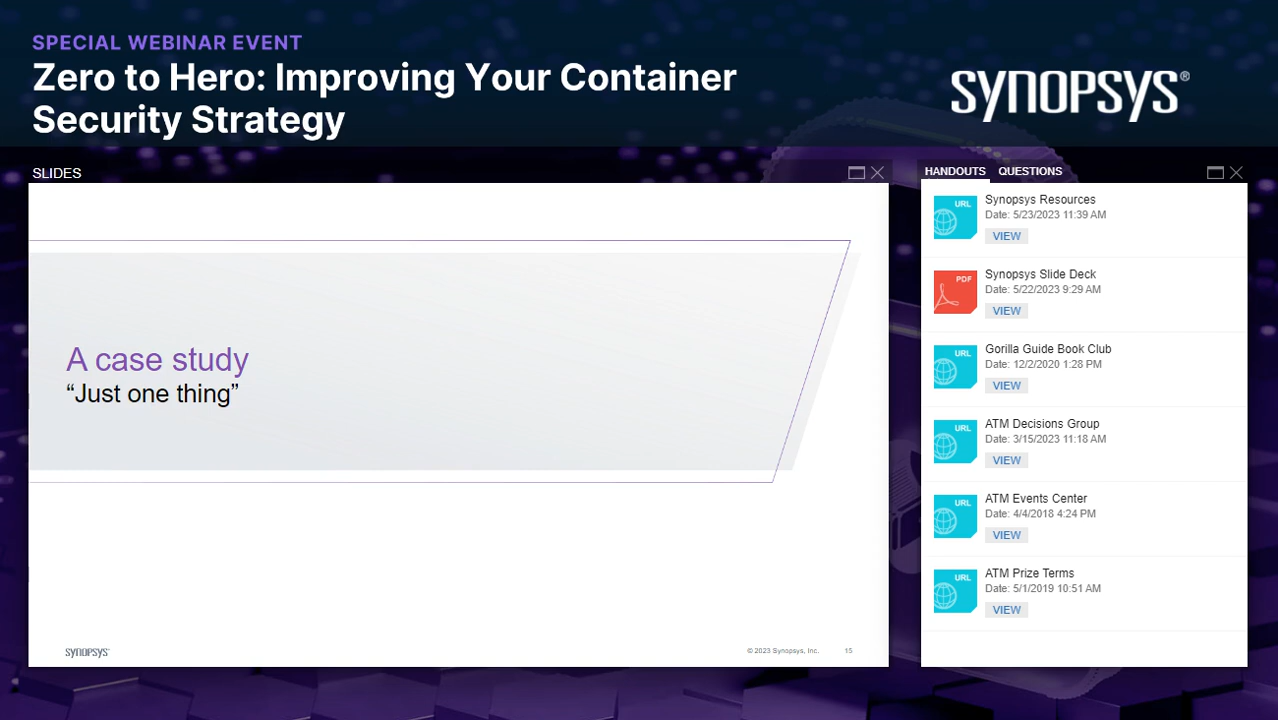 SPECIAL WEBINAR EVENT
Zero to Hero: Improving Your Container
Security Strategy
SYNOPSYS®
SLIDES
A case study
“Just one thing”
SYNOPSYS®
© 2023 Synopsys, Inc.
15
HANDOUTS
QUESTIONS
URL
Synopsys Resources
Date: 5/23/2023 11:39 AM
VIEW
PDF
Synopsys Slide Deck
Date: 5/22/2023 9:29 AM
VIEW
URL
Gorilla Guide Book Club
Date: 12/2/2020 1:28 PM
VIEW
URL
ATM Decisions Group
Date: 3/15/2023 11:18 AM
VIEW
URL
ATM Events Center
Date: 4/4/2018 4:24 PM
VIEW
URL
ATM Prize Terms
Date: 5/1/2019 10:51 AM
VIEW